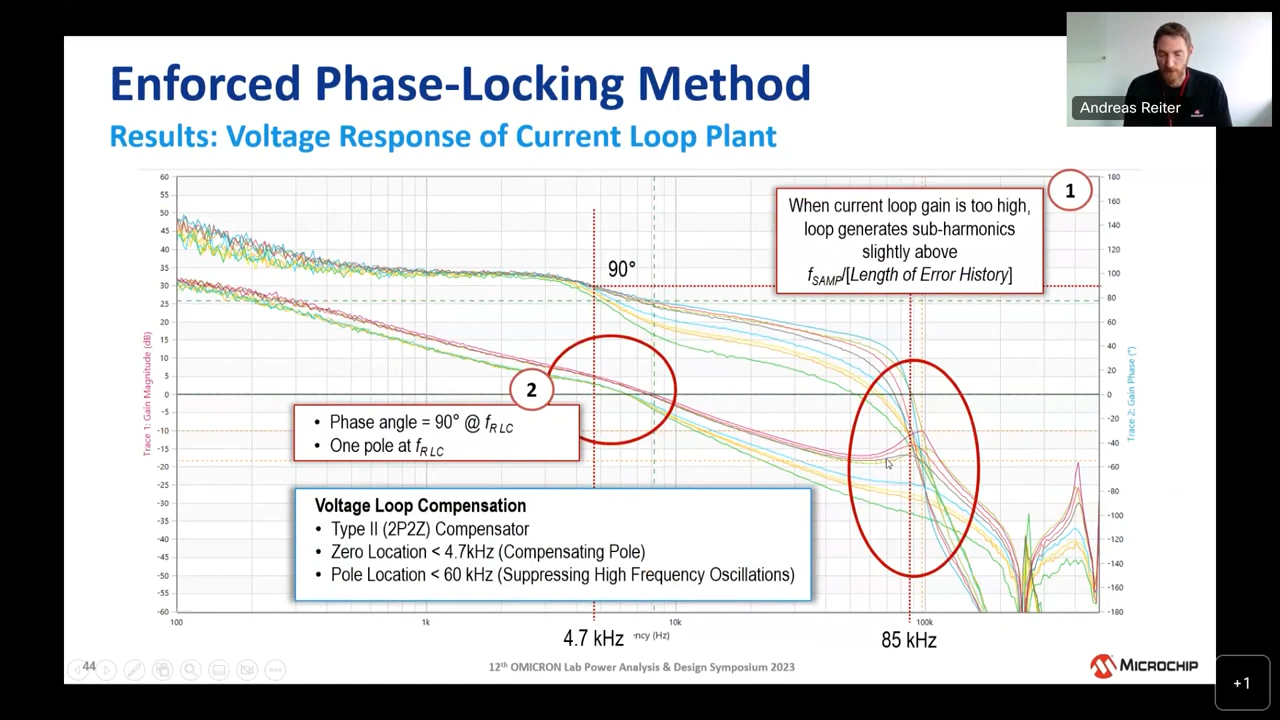 Enforced Phase-Locking Method
Results: Voltage Response of Current Loop Plant
Andreas Reiter
1
When current loop gain is too high,
loop generates sub-harmonics
slightly above
fSAMP/[Length of Error History]
90°
2
• Phase angle = 90° @ fR LC
• One pole at fR LC
Voltage Loop Compensation
• Type II (2P2Z) Compensator
• Zero Location < 4.7kHz (Compensating Pole)
• Pole Location < 60 kHz (Suppressing High Frequency Oscillations)
Trace 1: Gain Magnitude (dB)
60
55
50
45
40
35
30
25
20
15
10
5
0
-5
-10
-15
-20
-25
-30
-35
-40
-45
-50
-55
-60
180
160
140
120
100
80
60
40
20
0
-20
-40
-60
-80
-100
-120
-140
-160
-180
Trace 2: Gain Phase (°)
100
1k
10k
100k
4.7 kHz
ncy (Hz)
85 kHz
44
12th OMICRON Lab Power Analysis & Design Symposium 2023
MICROCHIP
+1